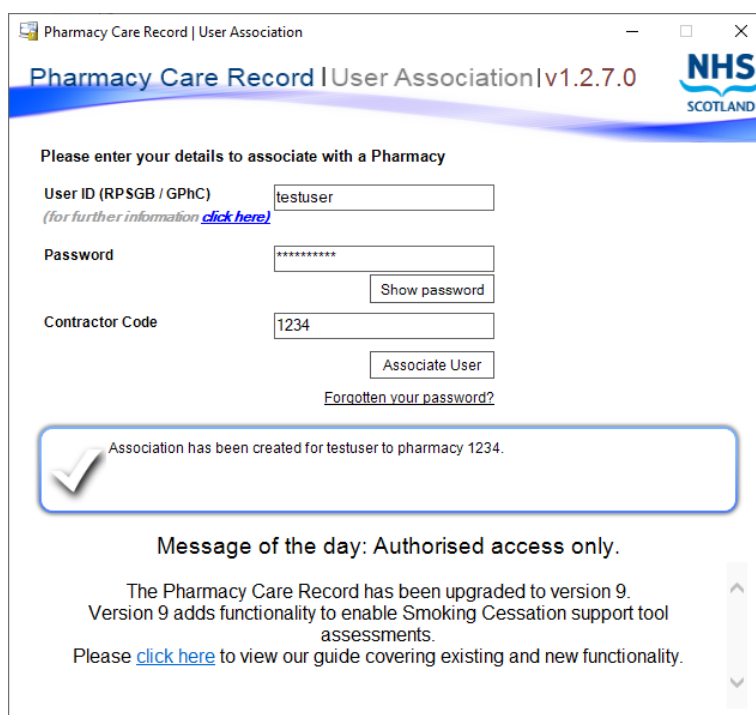 Pharmacy Care Record | User Association
Pharmacy Care Record|User Association|v1.2.7.0
NHS
SCOTLAND
Please enter your details to associate with a Pharmacy
User ID (RPSGB / GPhC)
testuser
(for further information click here)
Password
**********
Show password
Contractor Code
1234
Associate User
Forgotten your password?
Association has been created for testuser to pharmacy 1234.
Message of the day: Authorised access only.
The Pharmacy Care Record has been upgraded to version 9.
Version 9 adds functionality to enable Smoking Cessation support tool
assessments.
Please click here to view our guide covering existing and new functionality.